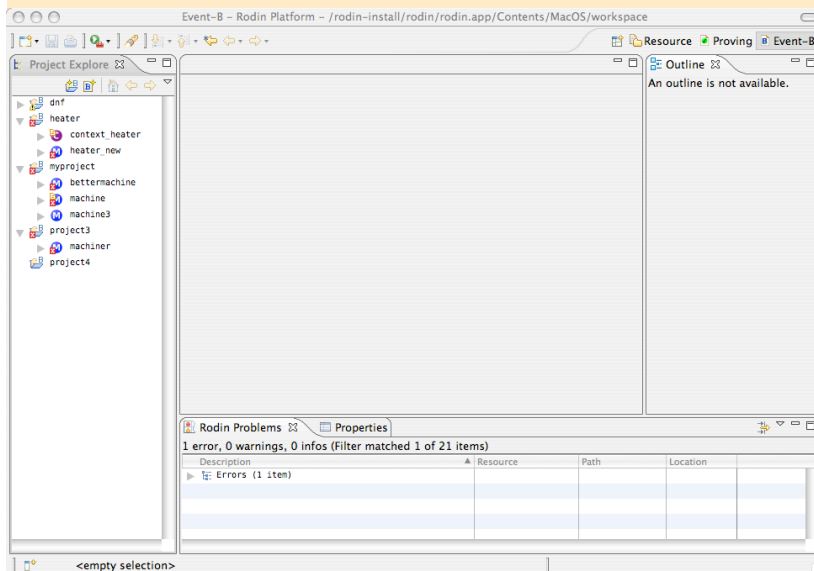 Event-B – Rodin Platform – /rodin-install/rodin/rodin.app/Contents/MacOS/workspace
Resource Proving Event-B
Project Explore
Outline
An outline is not available.
dnf
heater
context_heater
heater_new
myproject
bettermachine
machine
machine3
project3
machiner
project4
Rodin Problems Properties
1 error, 0 warnings, 0 infos (Filter matched 1 of 21 items)
Description Resource Path Location
Errors (1 item)
<empty selection>